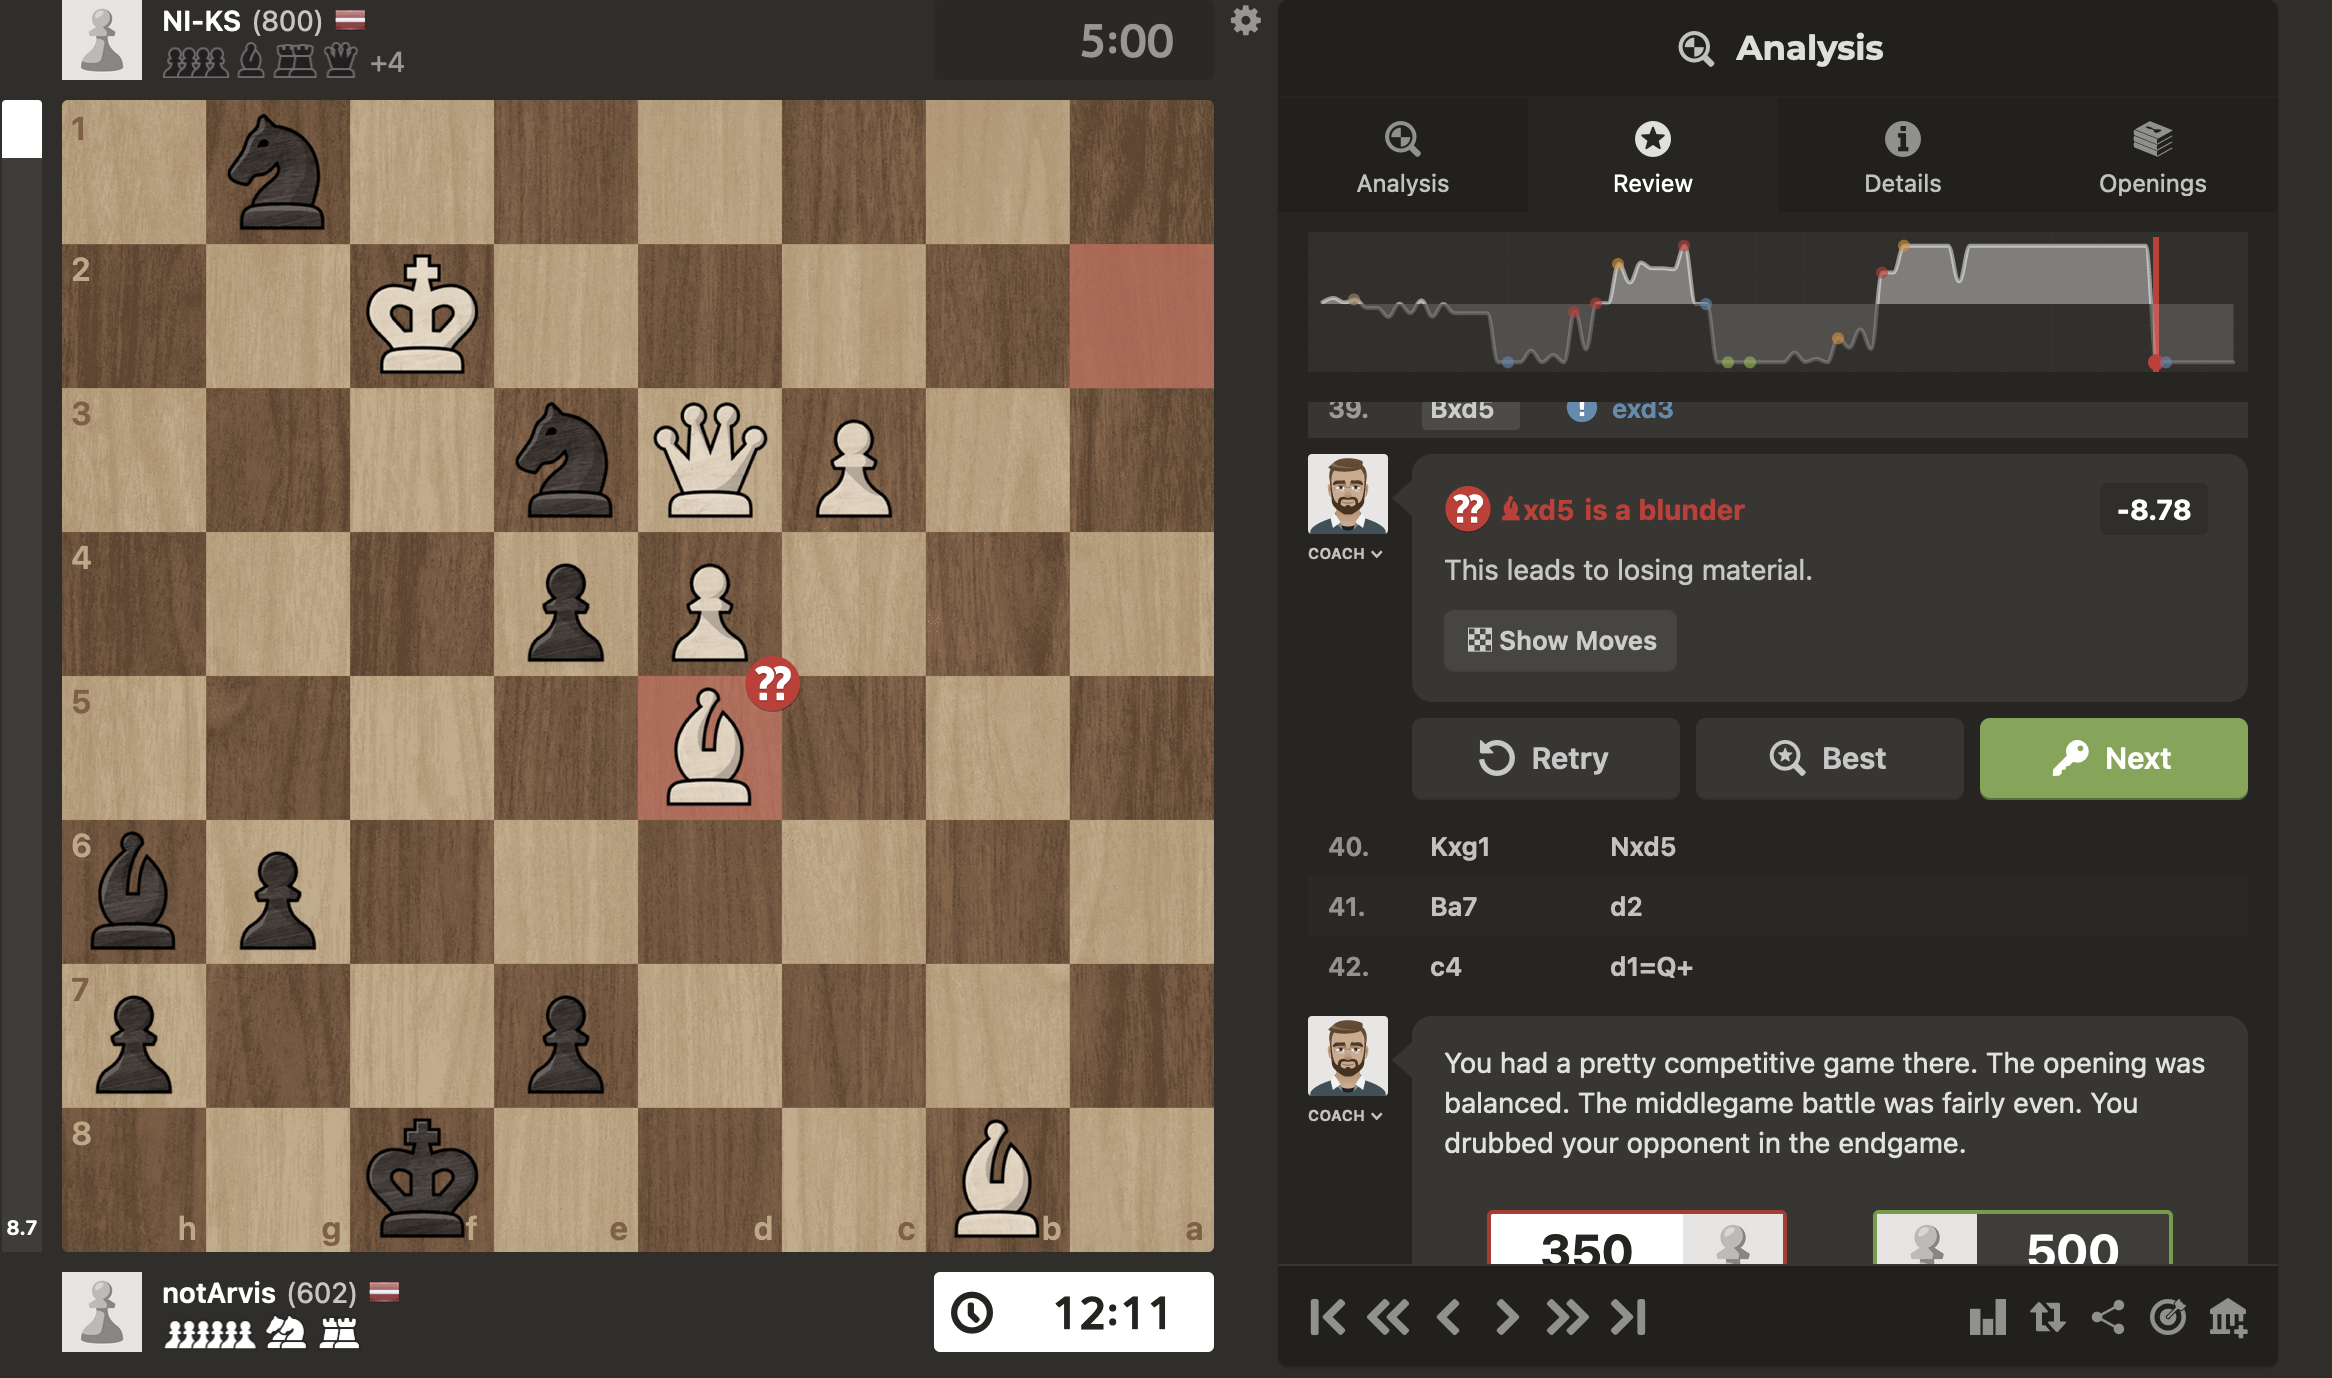 NI-KS (800)
+4
5:00
1
2
3
4
5
6
7
8
??
h g f e d c b a
8.7
notArvis (602)
12:11
Analysis
Analysis
Review
Details
Openings
39. Bxd5 ! exd3
COACH
?? xd5 is a blunder
-8.78
This leads to losing material.
Show Moves
Retry
Best
Next
40. Kxg1 Nxd5
41. Ba7 d2
42. c4 d1=Q+
COACH
You had a pretty competitive game there. The opening was
balanced. The middlegame battle was fairly even. You
drubbed your opponent in the endgame.
350
500